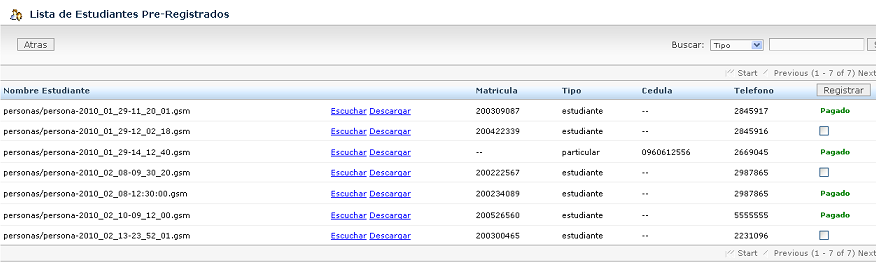 Lista de Estudiantes Pre-Registrados
Atras Buscar: Tipo
Start Previous (1 - 7 of 7) Next
Nombre Estudiante Matricula Tipo Cedula Telefono Registrar
personas/persona-2010_01_29-11_20_01.gsm Escuchar Descargar 200309087 estudiante -- 2845917 Pagado
personas/persona-2010_01_29-12_02_18.gsm Escuchar Descargar 200422339 estudiante -- 2845916
personas/persona-2010_01_29-14_12_40.gsm Escuchar Descargar -- particular 0960612556 2669045 Pagado
personas/persona-2010_02_08-09_30_20.gsm Escuchar Descargar 200222567 estudiante -- 2987865
personas/persona-2010_02_08-12:30:00.gsm Escuchar Descargar 200234089 estudiante -- 2987865 Pagado
personas/persona-2010_02_10-09_12_00.gsm Escuchar Descargar 200526560 estudiante -- 5555555 Pagado
personas/persona-2010_02_13-23_52_01.gsm Escuchar Descargar 200300465 estudiante -- 2231096
Start Previous (1 - 7 of 7) Next